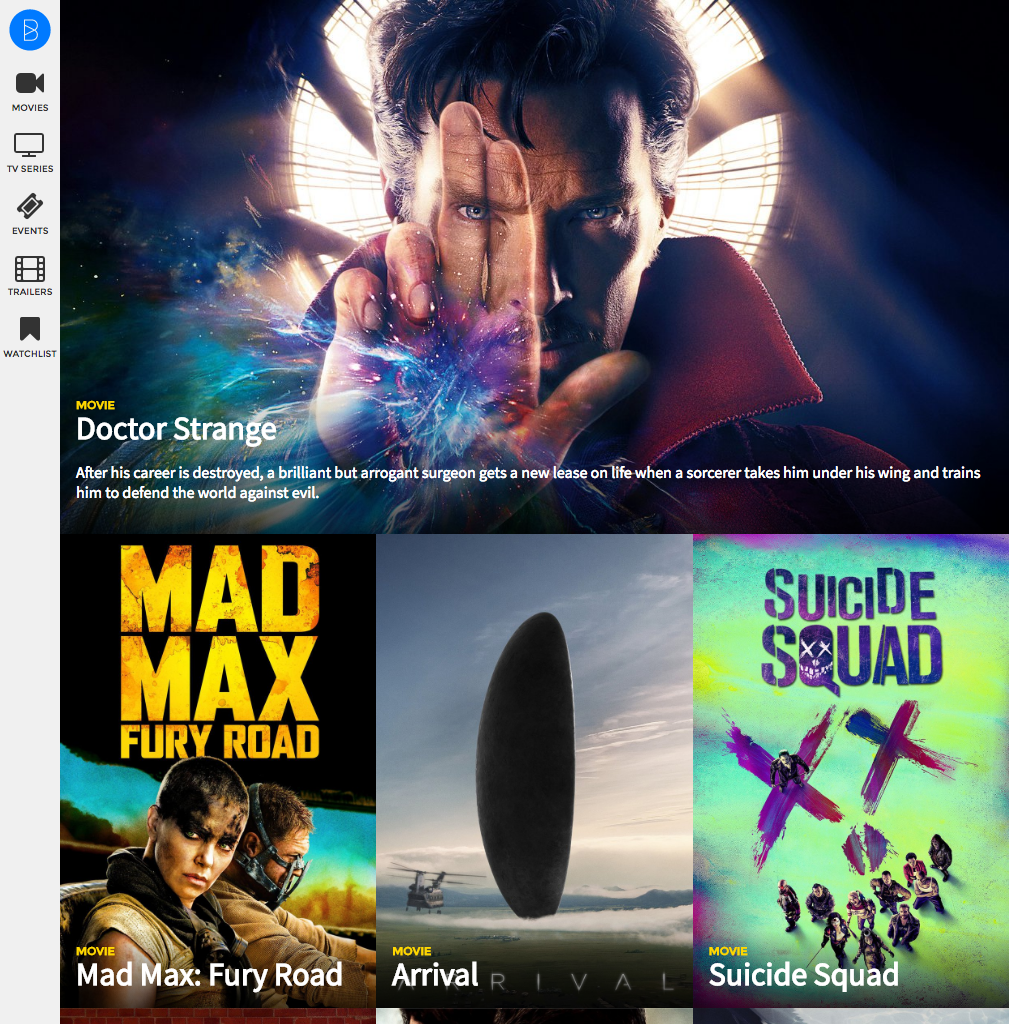 B
MOVIES
TV SERIES
EVENTS
TRAILERS
WATCHLIST
MOVIE
Doctor Strange
After his career is destroyed, a brilliant but arrogant surgeon gets a new lease on life when a sorcerer takes him under his wing and trains
him to defend the world against evil.
MAD
MAX
FURY ROAD
MOVIE
Mad Max: Fury Road
MOVIE
Arrival
ARRIVAL
SUICIDE
SQUAD
MOVIE
Suicide Squad